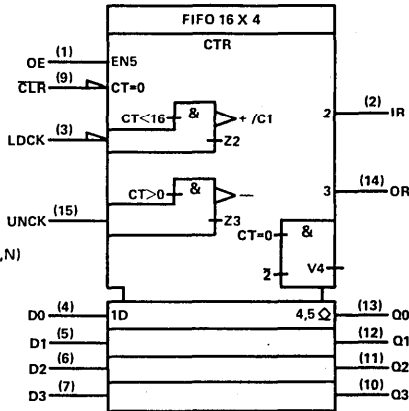 FIFO 16 X 4
CTR
OE (1) EN5
CLR (9) CT=0
CT<16 & + /C1
(2)
2 IR
LDCK (3) Z2
CT>0 & −
(14)
3 OR
UNCK (15) Z3
CT=0 &
,N)
2 V4
D0 (4) 1D 4,5 (13) Q0
D1 (5) (12) Q1
D2 (6) (11) Q2
D3 (7) (10) Q3